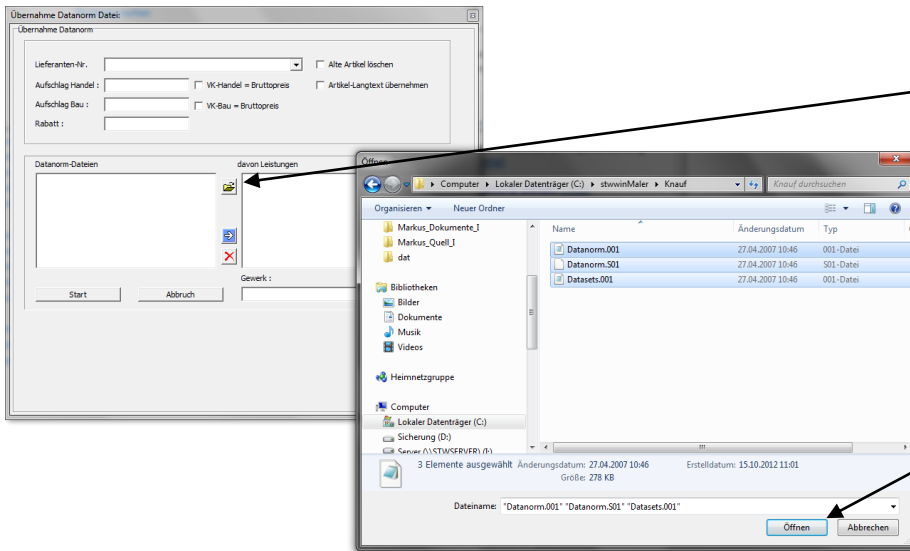 Übernahme Datanorm Datei:
Übernahme Datanorm
Lieferanten-Nr.
Alte Artikel löschen
Aufschlag Handel :
VK-Handel = Bruttopreis
Artikel-Langtext übernehmen
Aufschlag Bau :
VK-Bau = Bruttopreis
Rabatt :
Datanorm-Dateien
davon Leistungen
Gewerk :
Start
Abbruch
Öffnen
Computer
Lokaler Datenträger (C:)
stwwinMaler
Knauf
Knauf durchsuchen
Organisieren
Neuer Ordner
Markus_Dokumente_I
Markus_Quell_I
dat
Bibliotheken
Bilder
Dokumente
Musik
Videos
Heimnetzgruppe
Computer
Lokaler Datenträger (C:)
Sicherung (D:)
Server (\\STWSERVER) (I:)
Name Änderungsdatum Typ
Datanorm.001 27.04.2007 10:46 001-Datei
Datanorm.S01 27.04.2007 10:46 S01-Datei
Datasets.001 27.04.2007 10:46 001-Datei
3 Elemente ausgewählt Änderungsdatum: 27.04.2007 10:46 Erstelldatum: 15.10.2012 11:01
Größe: 278 KB
Dateiname: "Datanorm.001" "Datanorm.S01" "Datasets.001"
Öffnen
Abbrechen